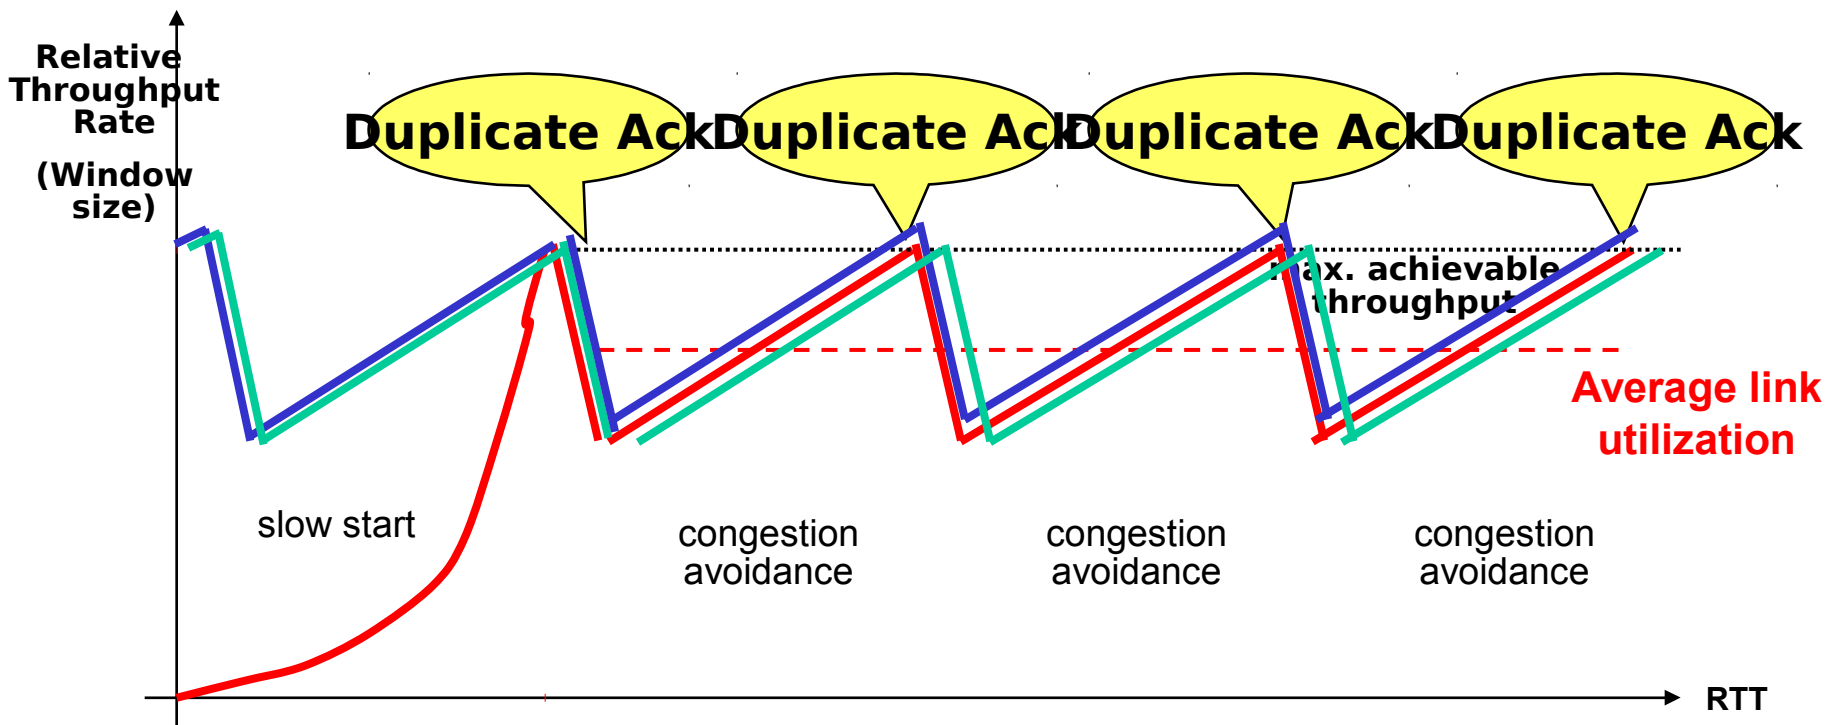 Relative
Throughput
Rate
(Window
size)
Duplicate Ack
Duplicate Ack
Duplicate Ack
Duplicate Ack
max. achievable
throughput
Average link
utilization
slow start
congestion
avoidance
congestion
avoidance
congestion
avoidance
RTT